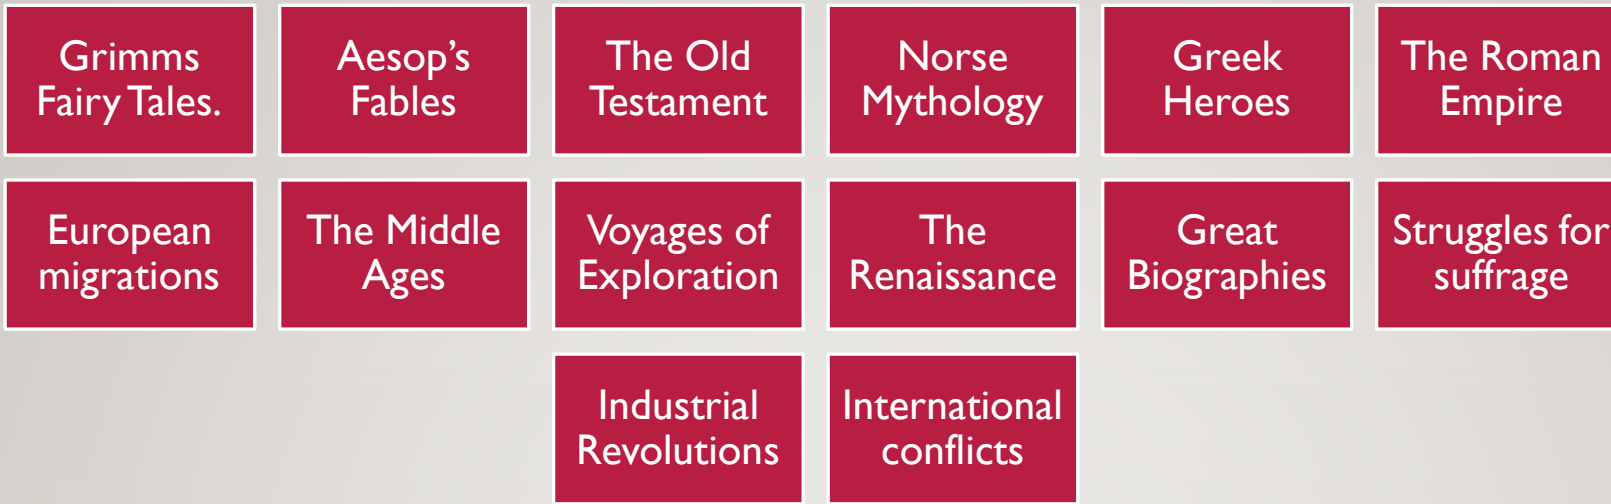 Grimms
Fairy Tales.
Aesop’s
Fables
The Old
Testament
Norse
Mythology
Greek
Heroes
The Roman
Empire
European
migrations
The Middle
Ages
Voyages of
Exploration
The
Renaissance
Great
Biographies
Struggles for
suffrage
Industrial
Revolutions
International
conflicts